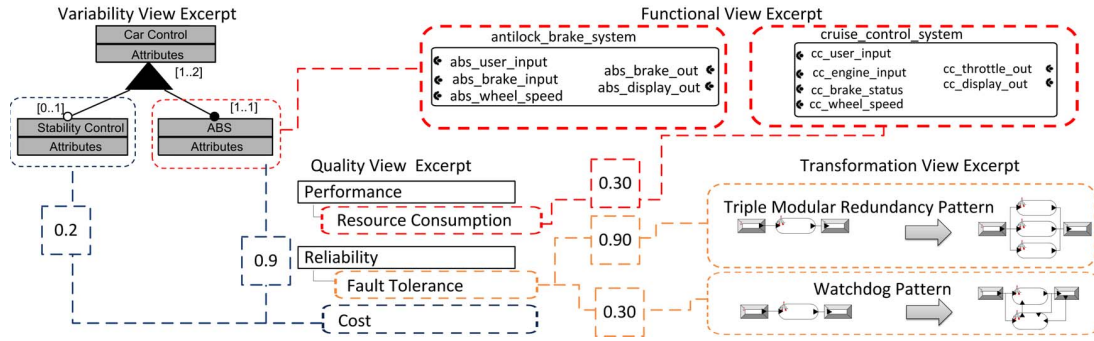 Variability View Excerpt
Car Control
Attributes
[1..2]
[0..1]
[1..1]
Stability Control
Attributes
ABS
Attributes
0.2
0.9
Functional View Excerpt
antilock_brake_system
abs_user_input
abs_brake_input
abs_wheel_speed
abs_brake_out
abs_display_out
cruise_control_system
cc_user_input
cc_engine_input
cc_brake_status
cc_wheel_speed
cc_throttle_out
cc_display_out
Quality View Excerpt
Performance
Resource Consumption
Reliability
Fault Tolerance
Cost
0.30
0.90
0.30
Transformation View Excerpt
Triple Modular Redundancy Pattern
Watchdog Pattern